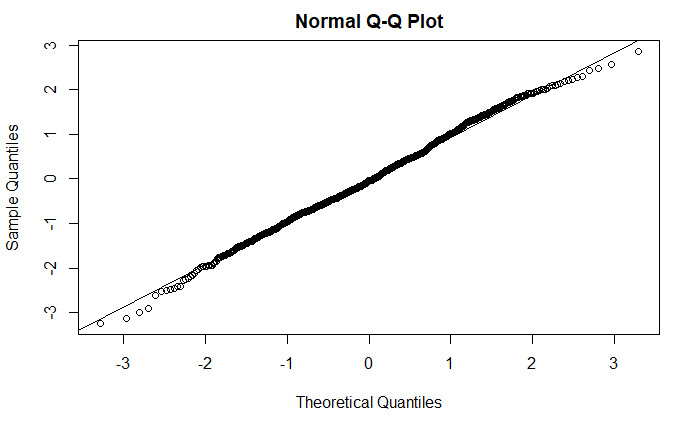 Normal Q-Q Plot
Sample Quantiles
3
2
1
0
-1
-2
-3
-3 -2 -1 0 1 2 3
Theoretical Quantiles